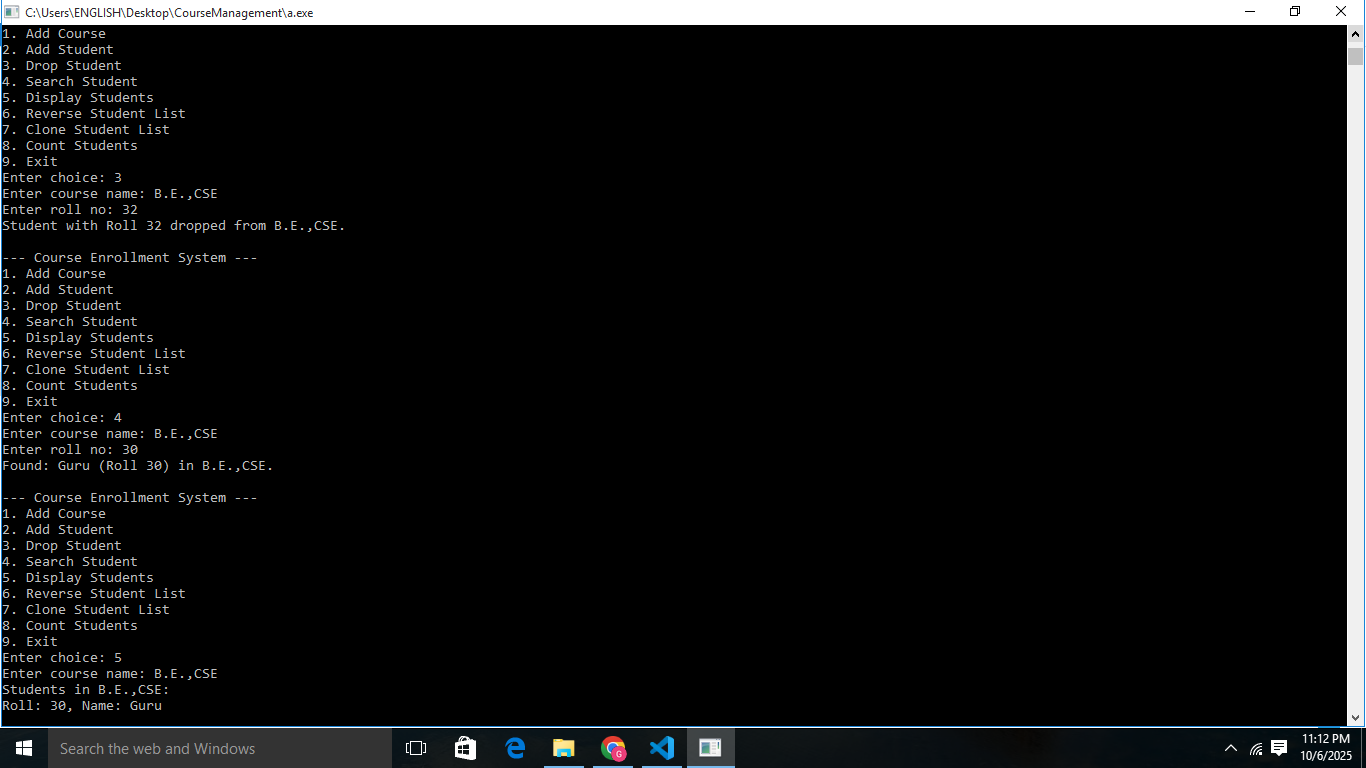 C:\Users\ENGLISH\Desktop\CourseManagement\a.exe
1. Add Course
2. Add Student
3. Drop Student
4. Search Student
5. Display Students
6. Reverse Student List
7. Clone Student List
8. Count Students
9. Exit
Enter choice: 3
Enter course name: B.E.,CSE
Enter roll no: 32
Student with Roll 32 dropped from B.E.,CSE.
--- Course Enrollment System ---
1. Add Course
2. Add Student
3. Drop Student
4. Search Student
5. Display Students
6. Reverse Student List
7. Clone Student List
8. Count Students
9. Exit
Enter choice: 4
Enter course name: B.E.,CSE
Enter roll no: 30
Found: Guru (Roll 30) in B.E.,CSE.
--- Course Enrollment System ---
1. Add Course
2. Add Student
3. Drop Student
4. Search Student
5. Display Students
6. Reverse Student List
7. Clone Student List
8. Count Students
9. Exit
Enter choice: 5
Enter course name: B.E.,CSE
Students in B.E.,CSE:
Roll: 30, Name: Guru
Search the web and Windows
G
11:12 PM
10/6/2025